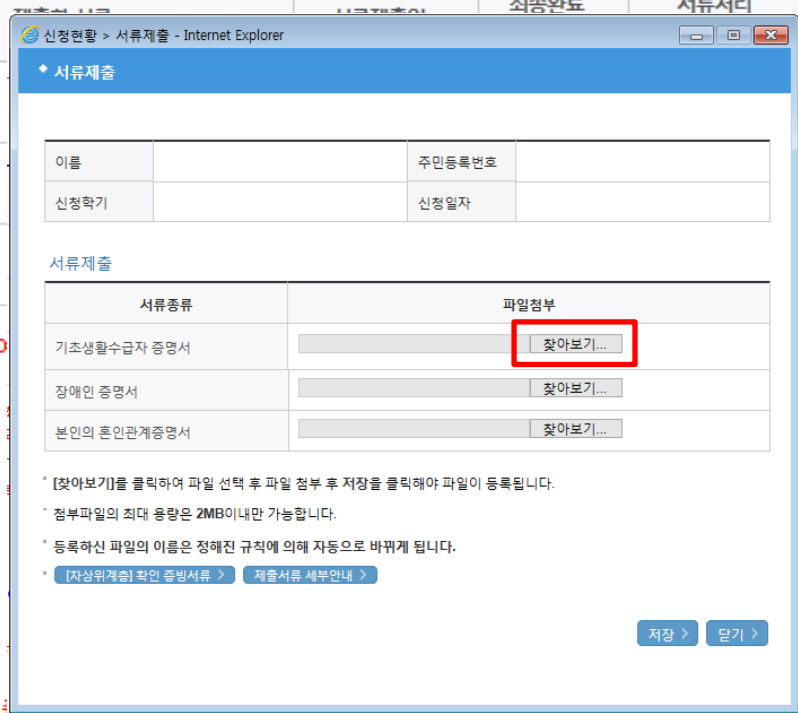 최종완료 서류처리
신청현황 > 서류제출 - Internet Explorer
서류제출
이름 주민등록번호
신청학기 신청일자
서류제출
서류종류 파일첨부
기초생활수급자 증명서 찾아보기...
장애인 증명서 찾아보기...
본인의 혼인관계증명서 찾아보기...
[찾아보기]를 클릭하여 파일 선택 후 파일 첨부 후 저장을 클릭해야 파일이 등록됩니다.
첨부파일의 최대 용량은 2MB이내만 가능합니다.
등록하신 파일의 이름은 정해진 규칙에 의해 자동으로 바뀌게 됩니다.
[차상위계층] 확인 증빙서류 > 제출서류 세부안내 >
저장 > 닫기 >